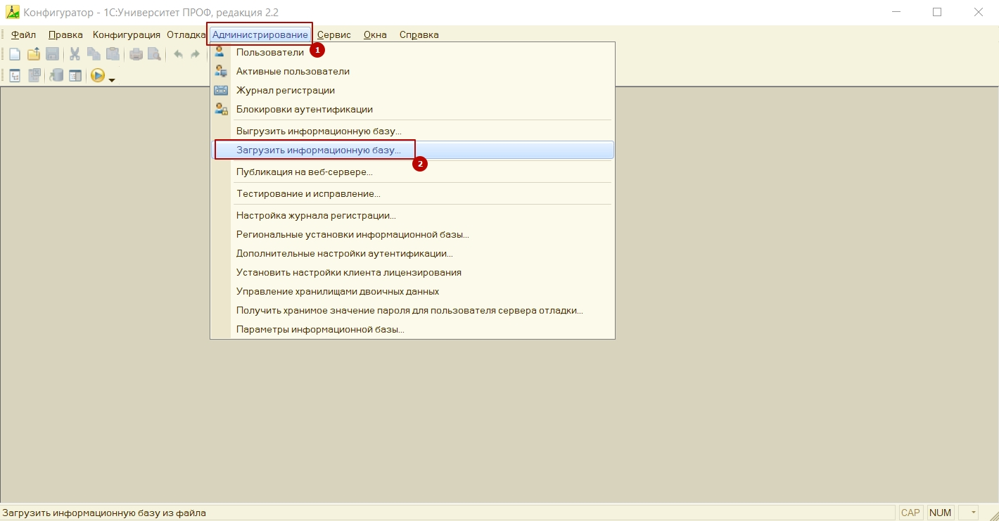 Конфигуратор - 1С:Университет ПРОФ, редакция 2.2
Файл Правка Конфигурация Отладка Администрирование Сервис Окна Справка
Пользователи 1
Активные пользователи
Журнал регистрации
Блокировки аутентификации
Выгрузить информационную базу...
Загрузить информационную базу...
2
Публикация на веб-сервере...
Тестирование и исправление...
Настройка журнала регистрации...
Региональные установки информационной базы...
Дополнительные настройки аутентификации...
Установить настройки клиента лицензирования
Управление хранилищами двоичных данных
Получить хранимое значение пароля для пользователя сервера отладки...
Параметры информационной базы...
Загрузить информационную базу из файла CAP NUM